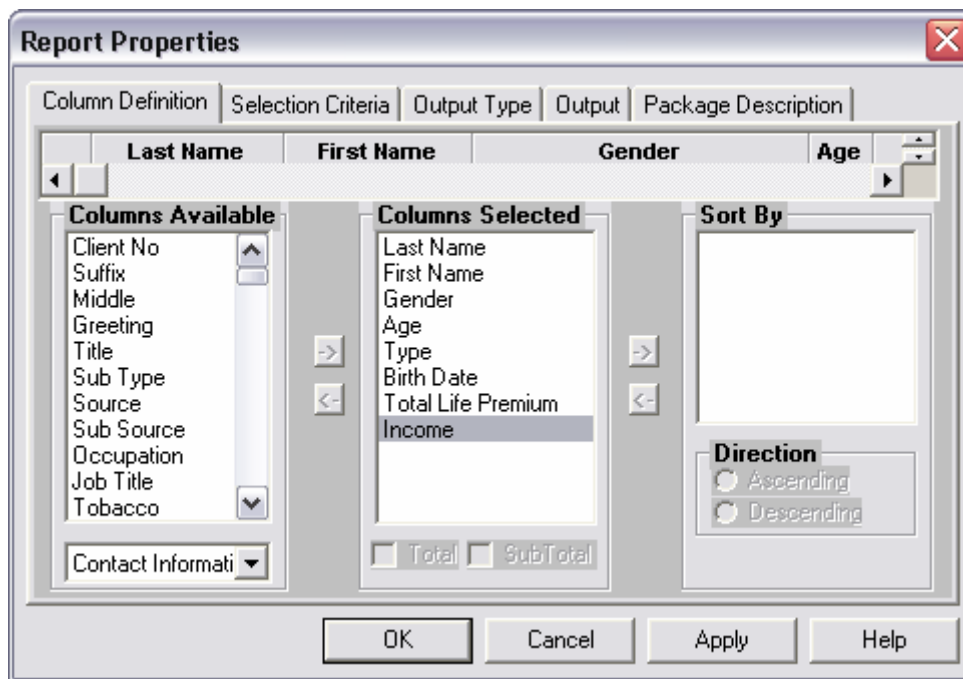 Report Properties
Column Definition Selection Criteria Output Type Output Package Description
Last Name First Name Gender Age
Columns Available
Client No
Suffix
Middle
Greeting
Title
Sub Type
Source
Sub Source
Occupation
Job Title
Tobacco
Contact Informati
->
<-
Columns Selected
Last Name
First Name
Gender
Age
Type
Birth Date
Total Life Premium
Income
Total SubTotal
->
<-
Sort By
Direction
Ascending
Descending
OK Cancel Apply Help